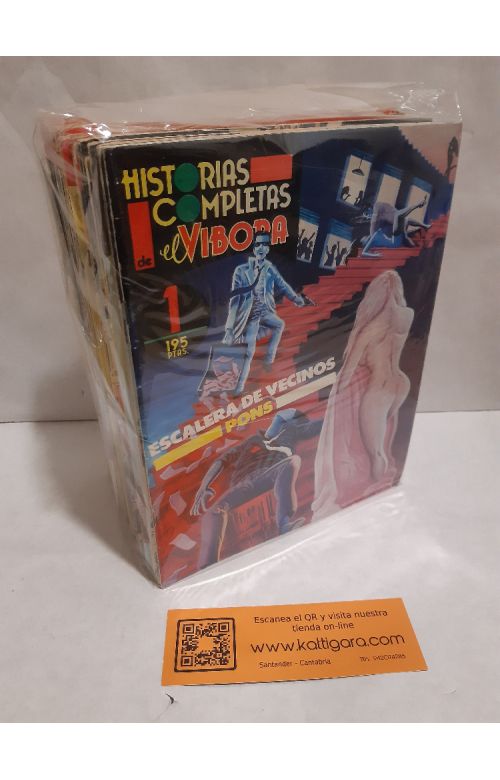 HISTORIAS
COMPLETAS
de el VIBORA
1
195
PTAS.
ESCALERA DE VECINOS
PONS
Escanea el QR y visita nuestra
tienda on-line
www.kattigara.com
Santander - Cantabria